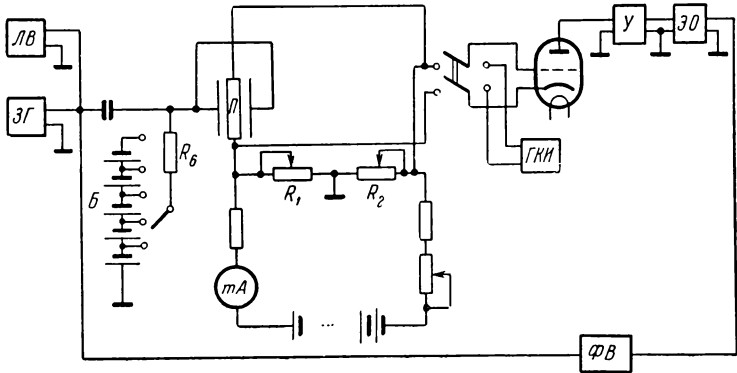 ЛВ
ЗГ
Б
R6
П
R1
R2
mA
...
ГКИ
У
ЭО
ФВ